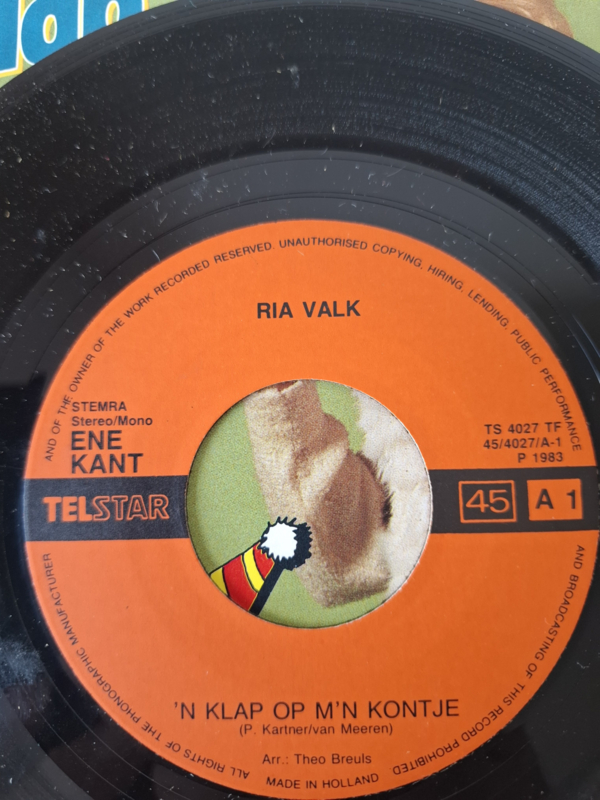 RIA VALK
STEMRA
Stereo/Mono
ENE
KANT
TS 4027 TF
45/4027/A-1
P 1983
TELSTAR
45
A 1
'N KLAP OP M'N KONTJE
(P. Kartner/van Meeren)
Arr.: Theo Breuls
MADE IN HOLLAND
ALL RIGHTS OF THE PHONOGRAPHIC MANUFACTURER
AND OF THE OWNER OF THE WORK RECORDED RESERVED. UNAUTHORISED COPYING, HIRING, LENDING, PUBLIC PERFORMANCE
AND BROADCASTING OF THIS RECORD PROHIBITED